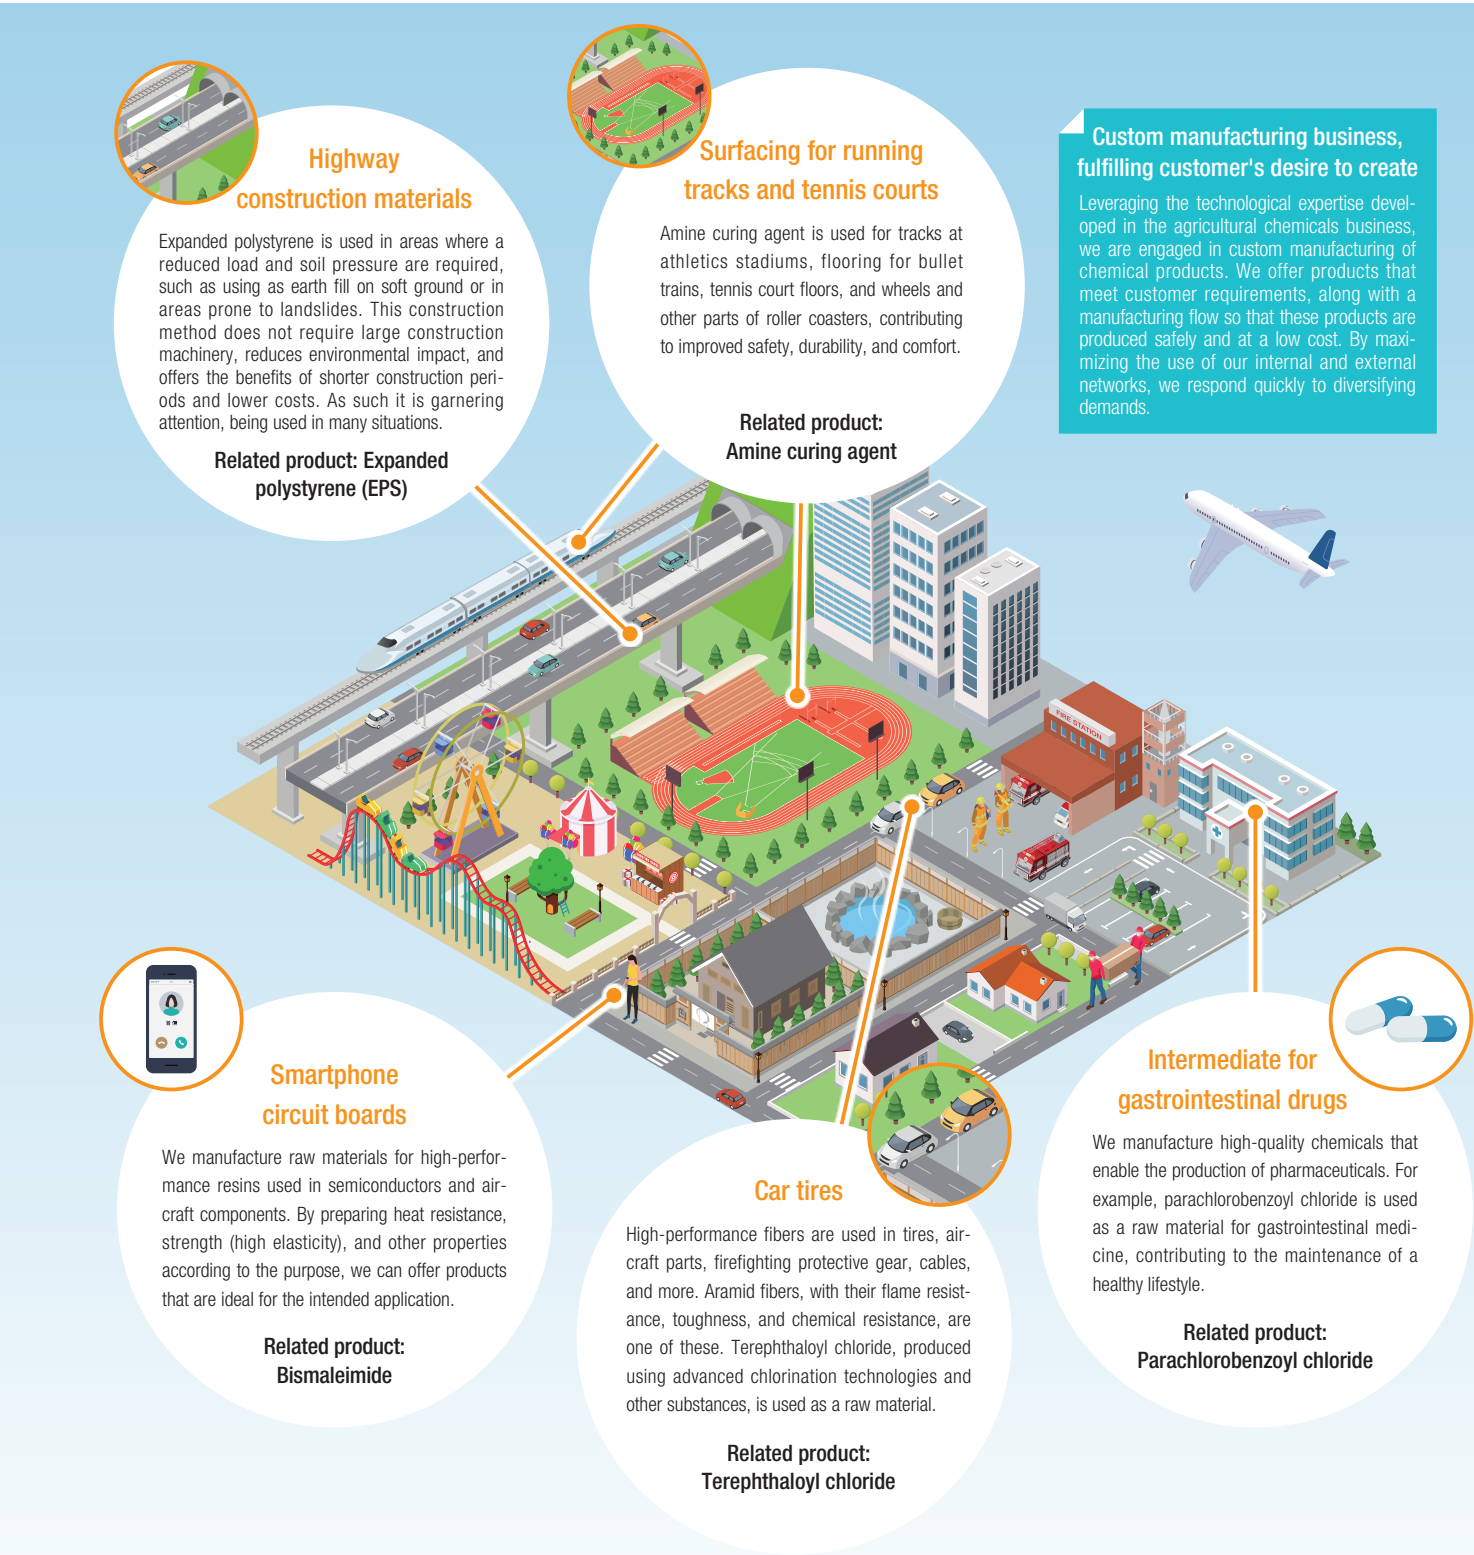 Highway
construction materials
Expanded polystyrene is used in areas where a
reduced load and soil pressure are required,
such as using as earth fill on soft ground or in
areas prone to landslides. This construction
method does not require large construction
machinery, reduces environmental impact, and
offers the benefits of shorter construction peri-
ods and lower costs. As such it is garnering
attention, being used in many situations.
Related product: Expanded
polystyrene (EPS)
Surfacing for running
tracks and tennis courts
Amine curing agent is used for tracks at
athletics stadiums, flooring for bullet
trains, tennis court floors, and wheels and
other parts of roller coasters, contributing
to improved safety, durability, and comfort.
Related product:
Amine curing agent
Custom manufacturing business,
fulfilling customer's desire to create
Leveraging the technological expertise devel-
oped in the agricultural chemicals business,
we are engaged in custom manufacturing of
chemical products. We offer products that
meet customer requirements, along with a
manufacturing flow so that these products are
produced safely and at a low cost. By maxi-
mizing the use of our internal and external
networks, we respond quickly to diversifying
demands.
FIRE STATION
Smartphone
circuit boards
We manufacture raw materials for high-perfor-
mance resins used in semiconductors and air-
craft components. By preparing heat resistance,
strength (high elasticity), and other properties
according to the purpose, we can offer products
that are ideal for the intended application.
Related product:
Bismaleimide
Car tires
High-performance fibers are used in tires, air-
craft parts, firefighting protective gear, cables,
and more. Aramid fibers, with their flame resist-
ance, toughness, and chemical resistance, are
one of these. Terephthaloyl chloride, produced
using advanced chlorination technologies and
other substances, is used as a raw material.
Related product:
Terephthaloyl chloride
Intermediate for
gastrointestinal drugs
We manufacture high-quality chemicals that
enable the production of pharmaceuticals. For
example, parachlorobenzoyl chloride is used
as a raw material for gastrointestinal medi-
cine, contributing to the maintenance of a
healthy lifestyle.
Related product:
Parachlorobenzoyl chloride